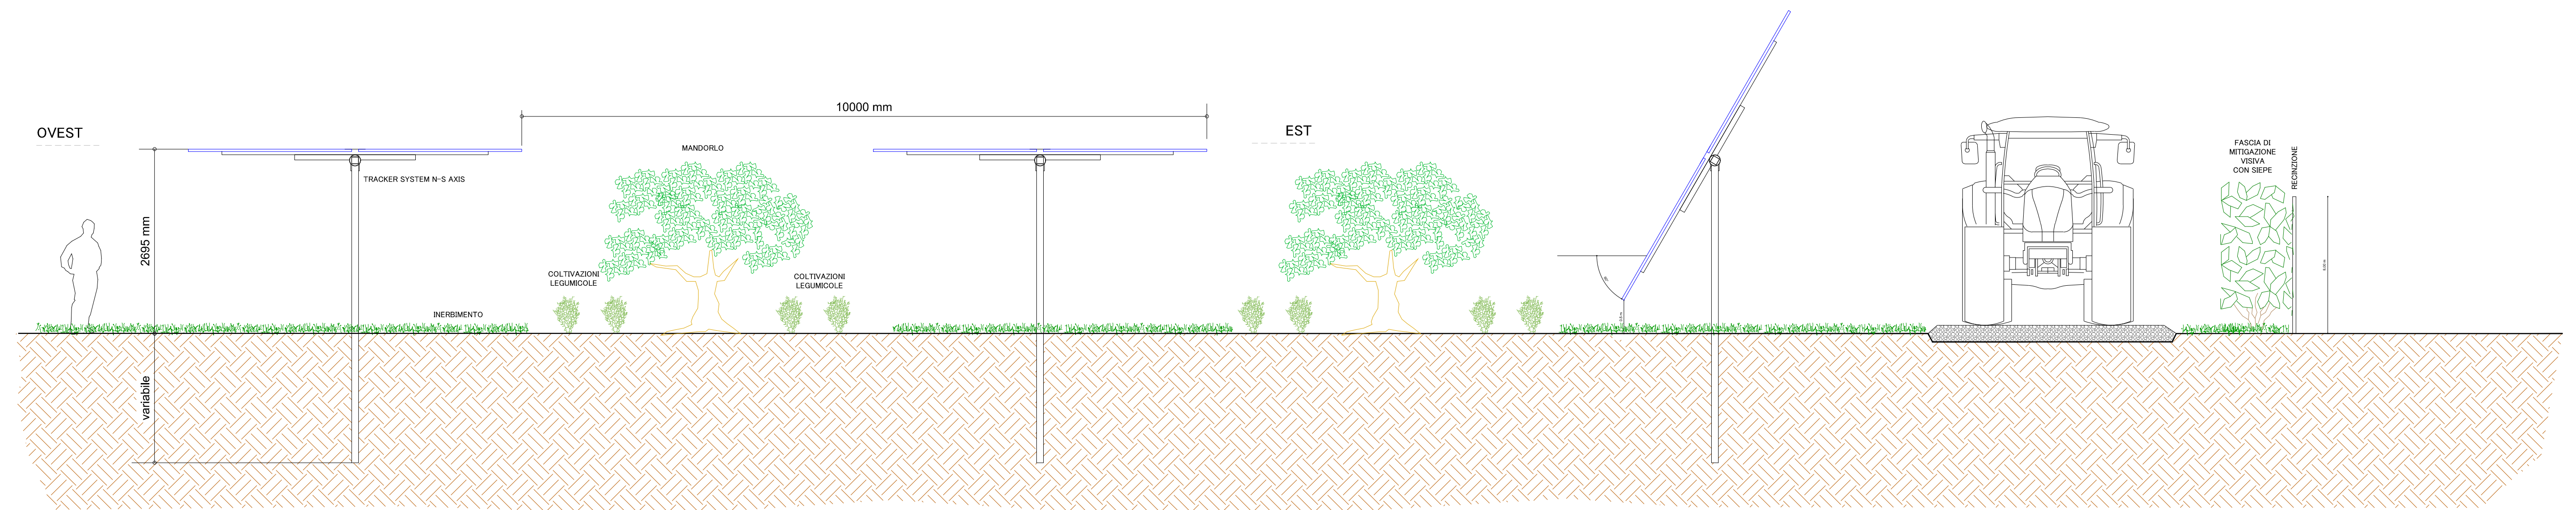 OVEST
10000 mm
EST
MANDORLO
TRACKER SYSTEM N-S AXIS
2695 mm
COLTIVAZIONI
LEGUMICOLE
COLTIVAZIONI
LEGUMICOLE
INERBIMENTO
variabile
FASCIA DI
MITIGAZIONE
VISIVA
CON SIEPE
RECINZIONE